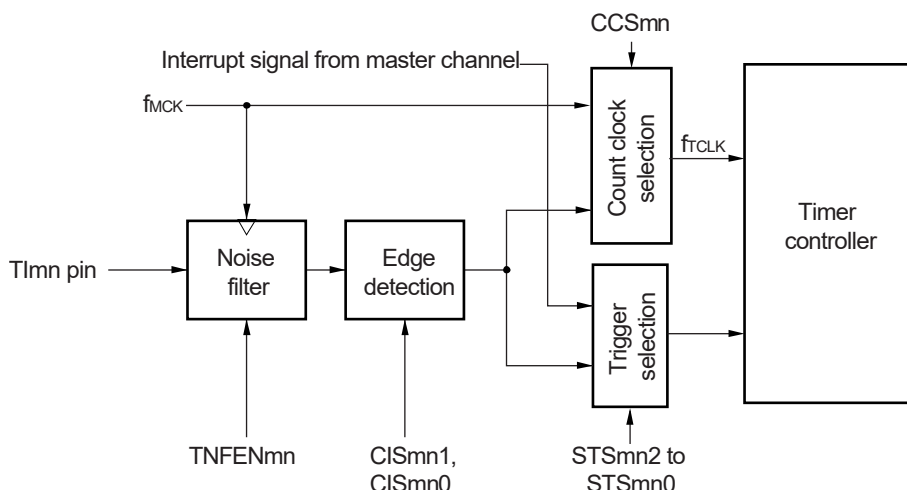 CCSmn
Interrupt signal from master channel
fMCK
Count clock
selection
fTCLK
Timer
controller
TImn pin
Noise
filter
Edge
detection
Trigger
selection
TNFENmn
CISmn1,
CISmn0
STSmn2 to
STSmn0